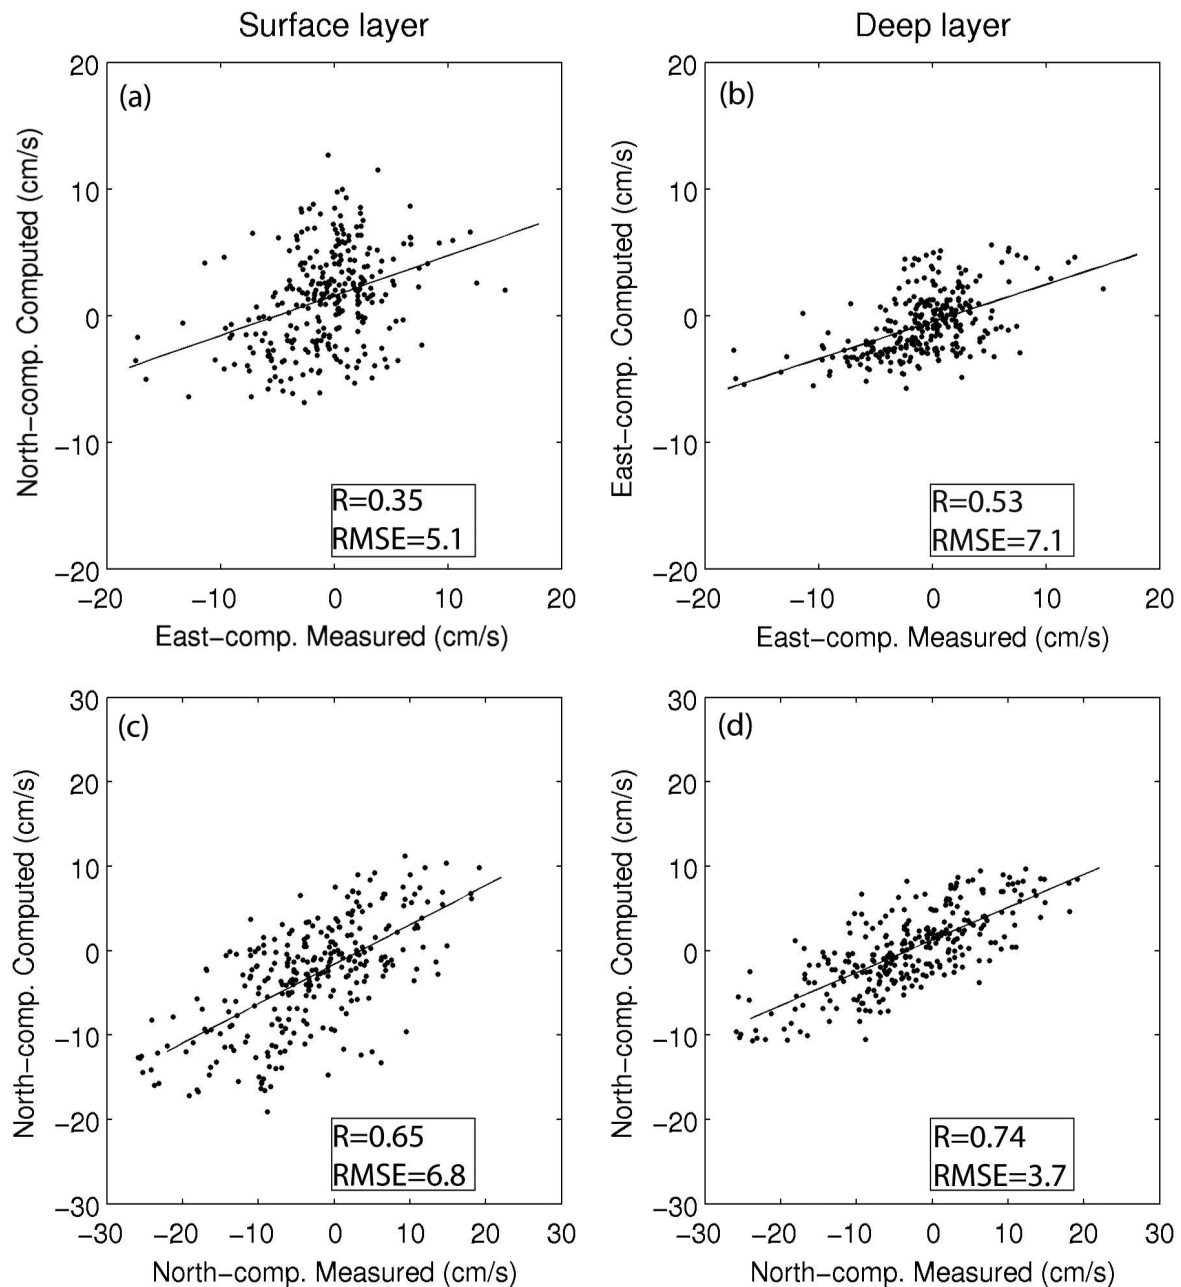 Surface layer
Deep layer
(a)
20
10
0
−10
−20
North−comp. Computed (cm/s)
R=0.35
RMSE=5.1
−20 −10 0 10 20
East−comp. Measured (cm/s)
(b)
20
10
0
−10
−20
East−comp. Computed (cm/s)
R=0.53
RMSE=7.1
−20 −10 0 10 20
East−comp. Measured (cm/s)
(c)
30
20
10
0
−10
−20
−30
North−comp. Computed (cm/s)
R=0.65
RMSE=6.8
−30 −20 −10 0 10 20 30
North−comp. Measured (cm/s)
(d)
30
20
10
0
−10
−20
−30
North−comp. Computed (cm/s)
R=0.74
RMSE=3.7
−30 −20 −10 0 10 20 30
North−comp. Measured (cm/s)